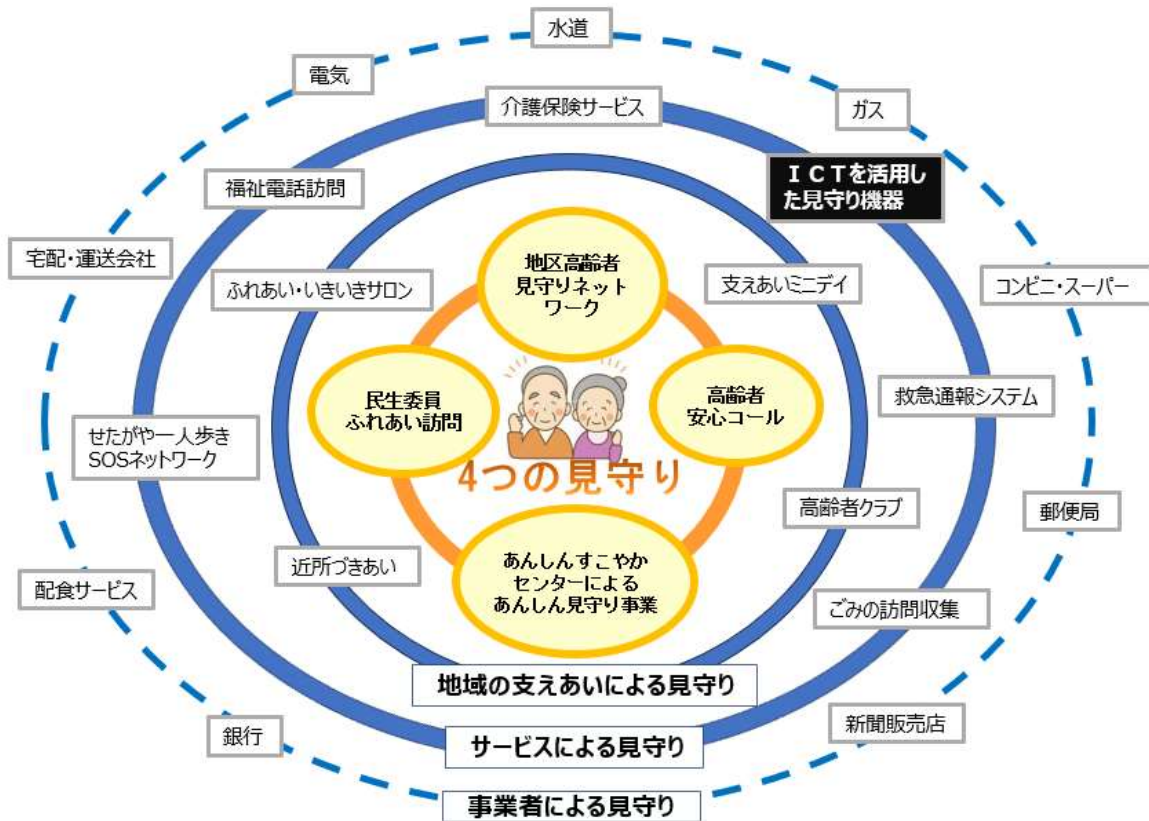 水道
電気
ガス
介護保険サービス
ＩＣＴを活用し
た見守り機器
福祉電話訪問
宅配・運送会社
地区高齢者
見守りネット
ワーク
ふれあい・いきいきサロン
支えあいミニデイ
コンビニ・スーパー
民生委員
ふれあい訪問
高齢者
安心コール
救急通報システム
せたがや一人歩き
SOSネットワーク
4つの見守り
高齢者クラブ
郵便局
近所づきあい
あんしんすこやか
センターによる
あんしん見守り事業
配食サービス
ごみの訪問収集
地域の支えあいによる見守り
銀行
新聞販売店
サービスによる見守り
事業者による見守り